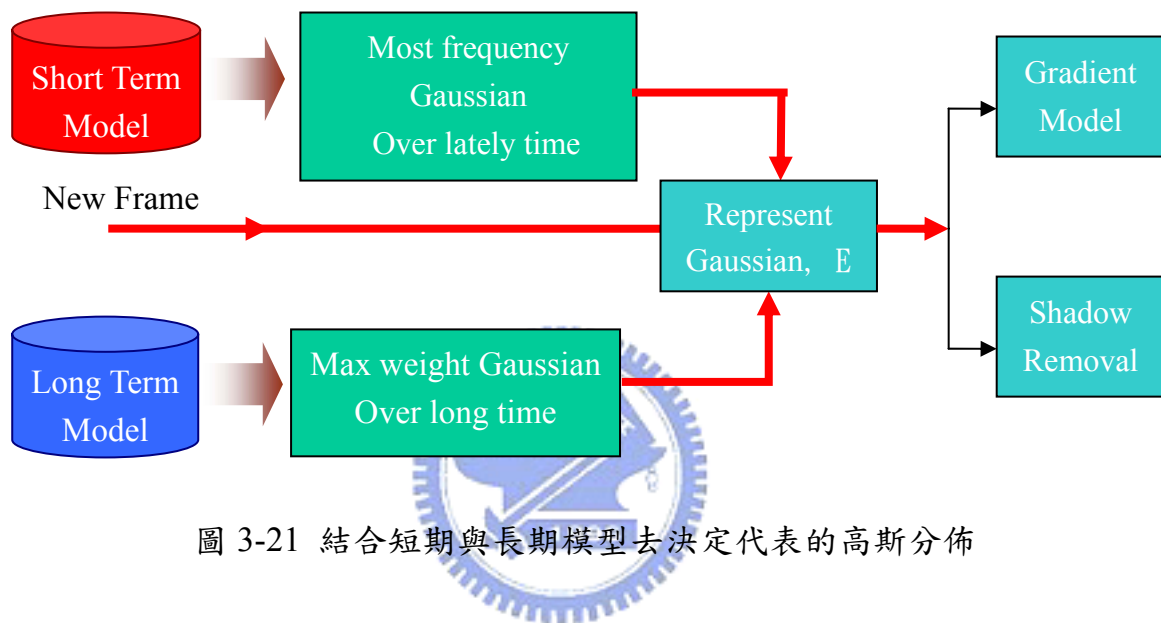 Short Term
Model
Most frequency
Gaussian
Over lately time
Gradient
Model
New Frame
Represent
Gaussian, E
Long Term
Model
Max weight Gaussian
Over long time
Shadow
Removal
圖 3-21 結合短期與長期模型去決定代表的高斯分佈